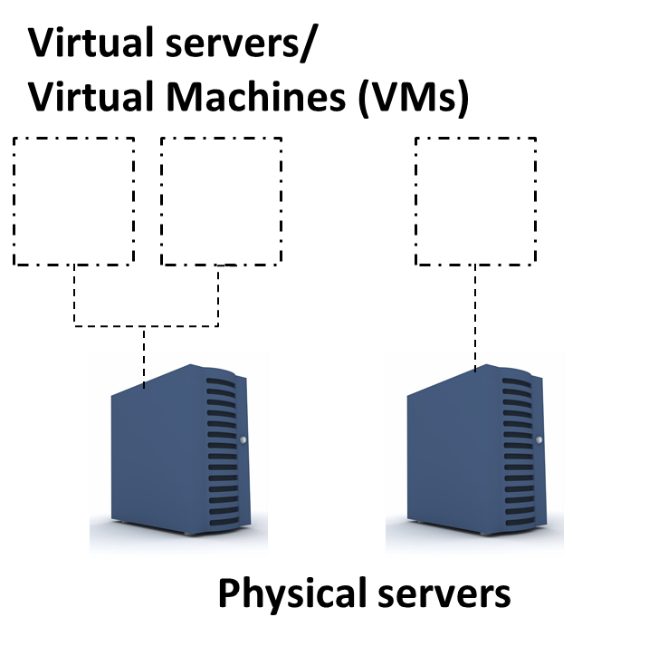 Virtual servers/
Virtual Machines (VMs)
Physical servers